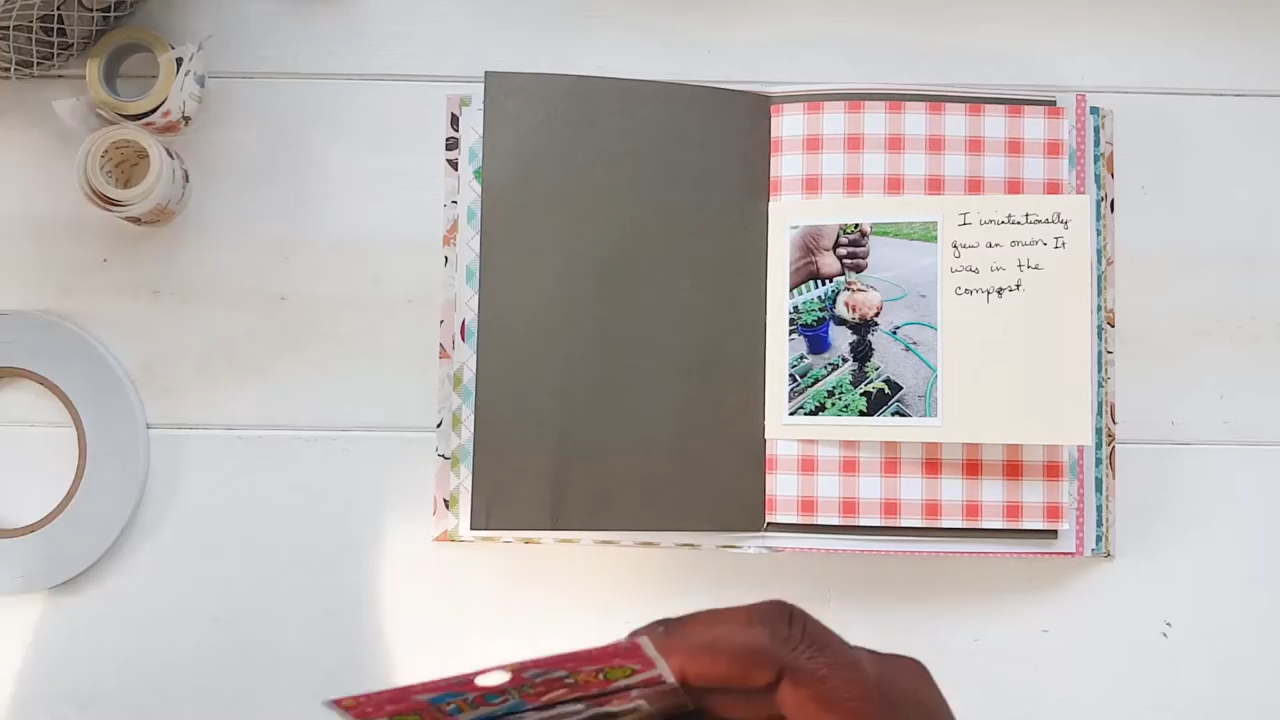 I unintentionally
grew an onion. It
was in the
compost.